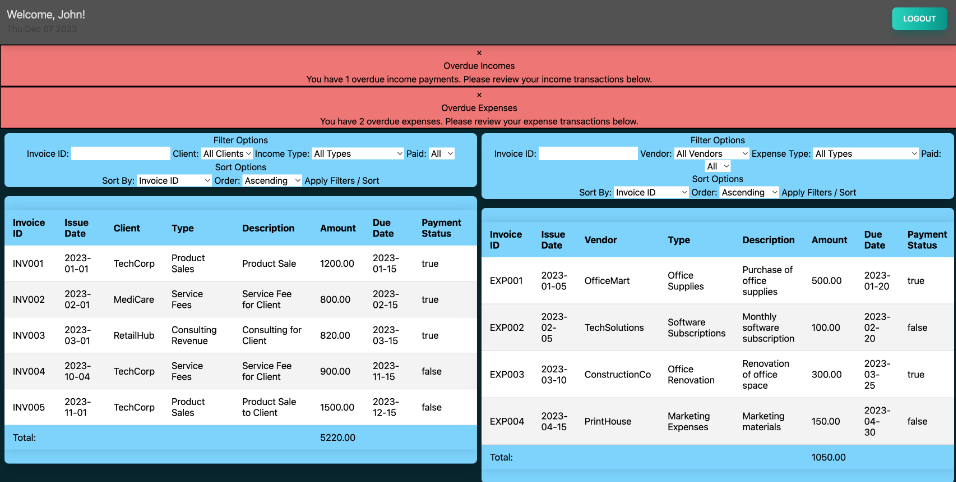 Welcome, John!
Thu Dec 07 2023
LOGOUT
×
Overdue Incomes
You have 1 overdue income payments. Please review your income transactions below.
×
Overdue Expenses
You have 2 overdue expenses. Please review your expense transactions below.
Filter Options
Invoice ID: Client: All Clients Income Type: All Types Paid: All
Sort Options
Sort By: Invoice ID Order: Ascending Apply Filters / Sort
Invoice ID Issue Date Client Type Description Amount Due Date Payment Status
INV001 2023-01-01 TechCorp Product Sales Product Sale 1200.00 2023-01-15 true
INV002 2023-02-01 MediCare Service Fees Service Fee for Client 800.00 2023-02-15 true
INV003 2023-03-01 RetailHub Consulting Revenue Consulting for Client 820.00 2023-03-15 true
INV004 2023-10-04 TechCorp Service Fees Service Fee for Client 900.00 2023-11-15 false
INV005 2023-11-01 TechCorp Product Sales Product Sale to Client 1500.00 2023-12-15 false
Total: 5220.00
Filter Options
Invoice ID: Vendor: All Vendors Expense Type: All Types Paid:
All
Sort Options
Sort By: Invoice ID Order: Ascending Apply Filters / Sort
Invoice ID Issue Date Vendor Type Description Amount Due Date Payment Status
EXP001 2023-01-05 OfficeMart Office Supplies Purchase of office supplies 500.00 2023-01-20 true
EXP002 2023-02-05 TechSolutions Software Subscriptions Monthly software subscription 100.00 2023-02-20 false
EXP003 2023-03-10 ConstructionCo Office Renovation Renovation of office space 300.00 2023-03-25 true
EXP004 2023-04-15 PrintHouse Marketing Expenses Marketing materials 150.00 2023-04-30 false
Total: 1050.00